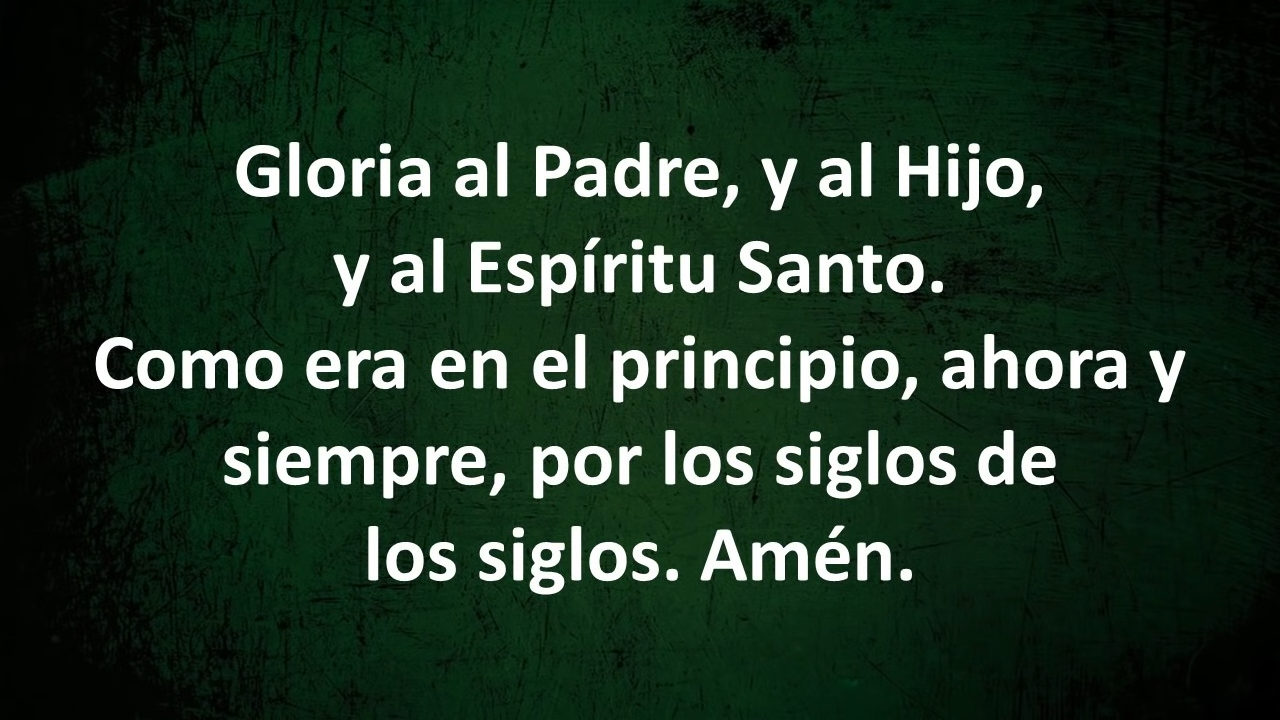 Gloria al Padre, y al Hijo,
y al Espíritu Santo.
Como era en el principio, ahora y
siempre, por los siglos de
los siglos. Amén.